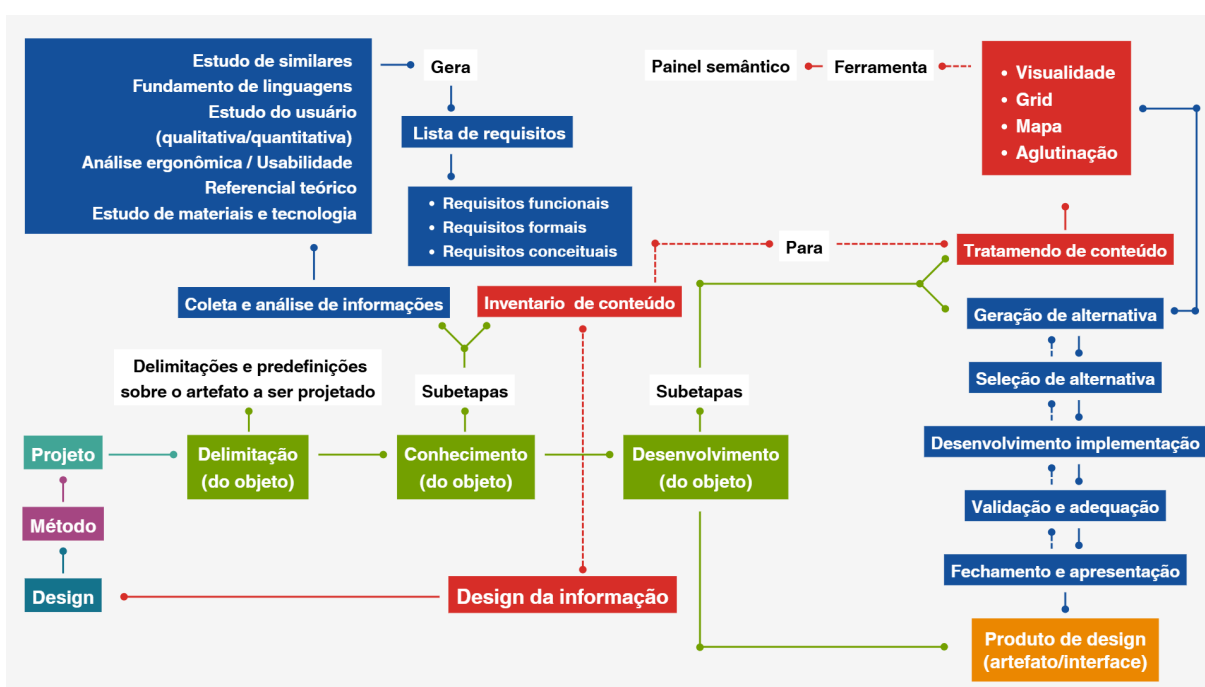 Estudo de similares
Fundamento de linguagens
Estudo do usuário
(qualitativa/quantitativa)
Análise ergonômica / Usabilidade
Referencial teórico
Estudo de materiais e tecnologia
Gera
Lista de requisitos
• Requisitos funcionais
• Requisitos formais
• Requisitos conceituais
Painel semântico
Ferramenta
• Visualidade
• Grid
• Mapa
• Aglutinação
Para
Tratamendo de conteúdo
Coleta e análise de informações
Inventario de conteúdo
Geração de alternativa
Delimitações e predefinições
sobre o artefato a ser projetado
Subetapas
Subetapas
Seleção de alternativa
Projeto
Delimitação
(do objeto)
Conhecimento
(do objeto)
Desenvolvimento
(do objeto)
Desenvolvimento implementação
Método
Validação e adequação
Design
Design da informação
Fechamento e apresentação
Produto de design
(artefato/interface)